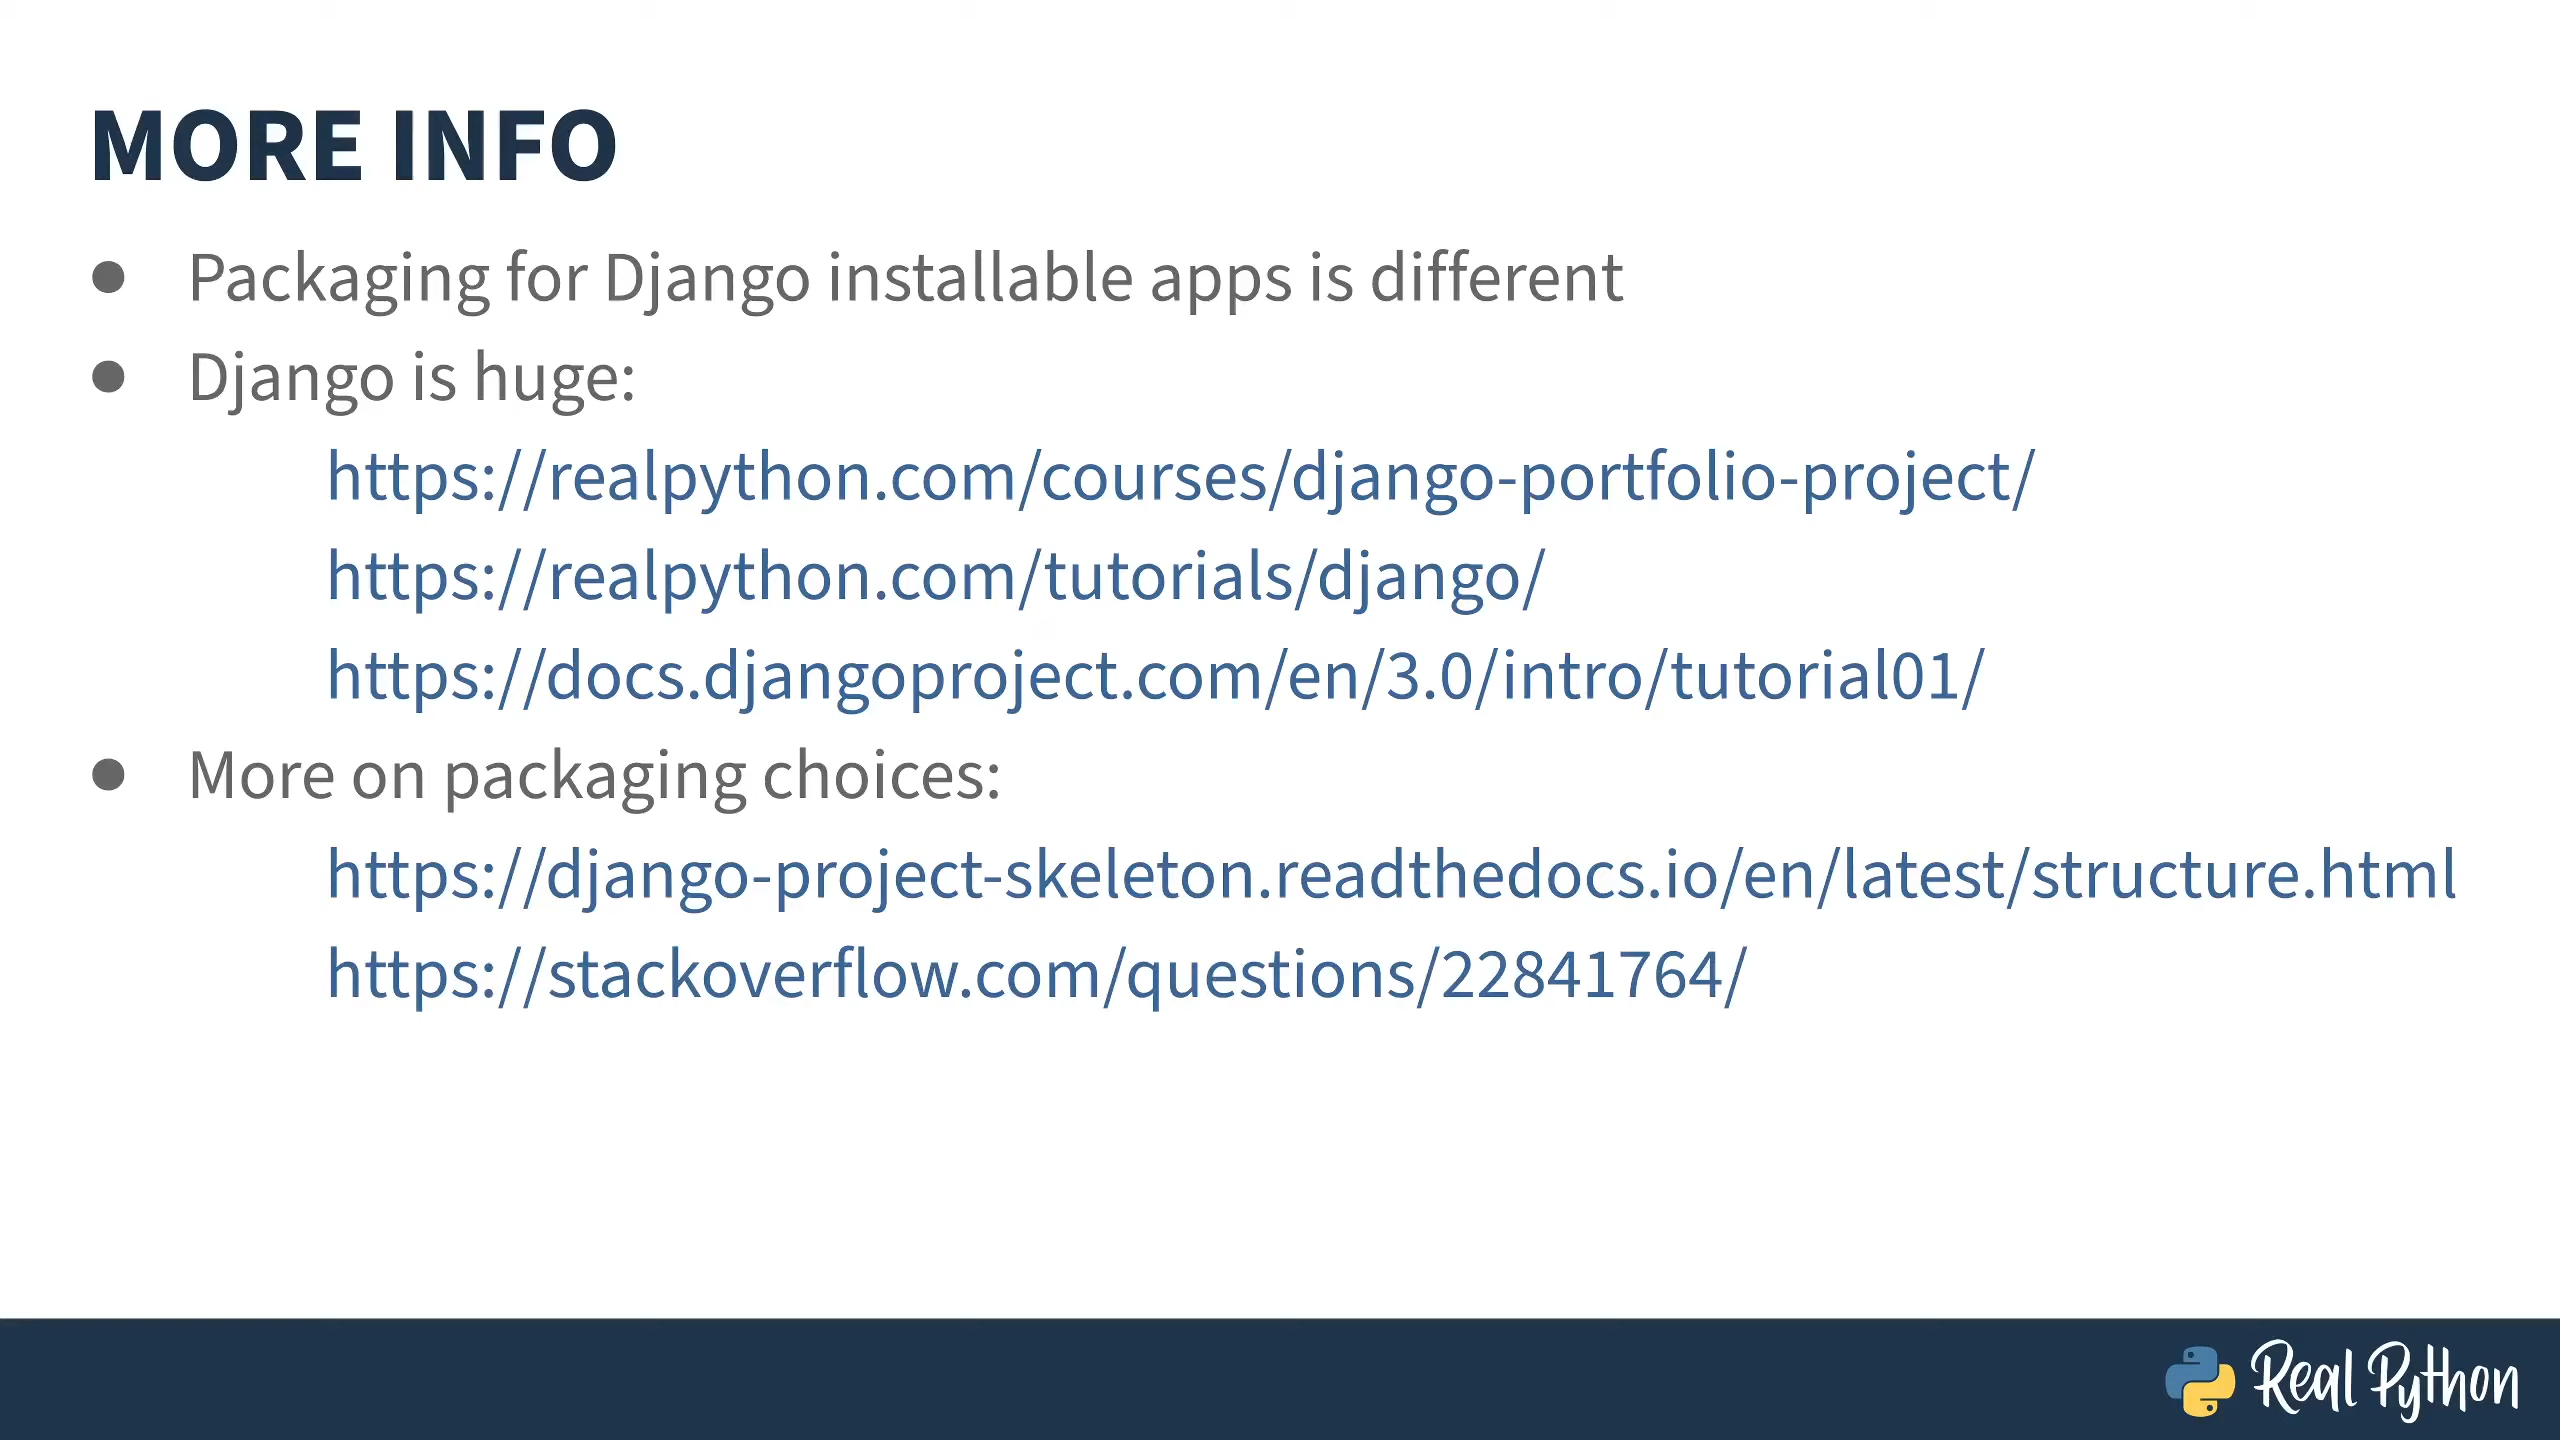 MORE INFO
● Packaging for Django installable apps is different
● Django is huge:
https://realpython.com/courses/django-portfolio-project/
https://realpython.com/tutorials/django/
https://docs.djangoproject.com/en/3.0/intro/tutorial01/
● More on packaging choices:
https://django-project-skeleton.readthedocs.io/en/latest/structure.html
https://stackoverflow.com/questions/22841764/
Real Python